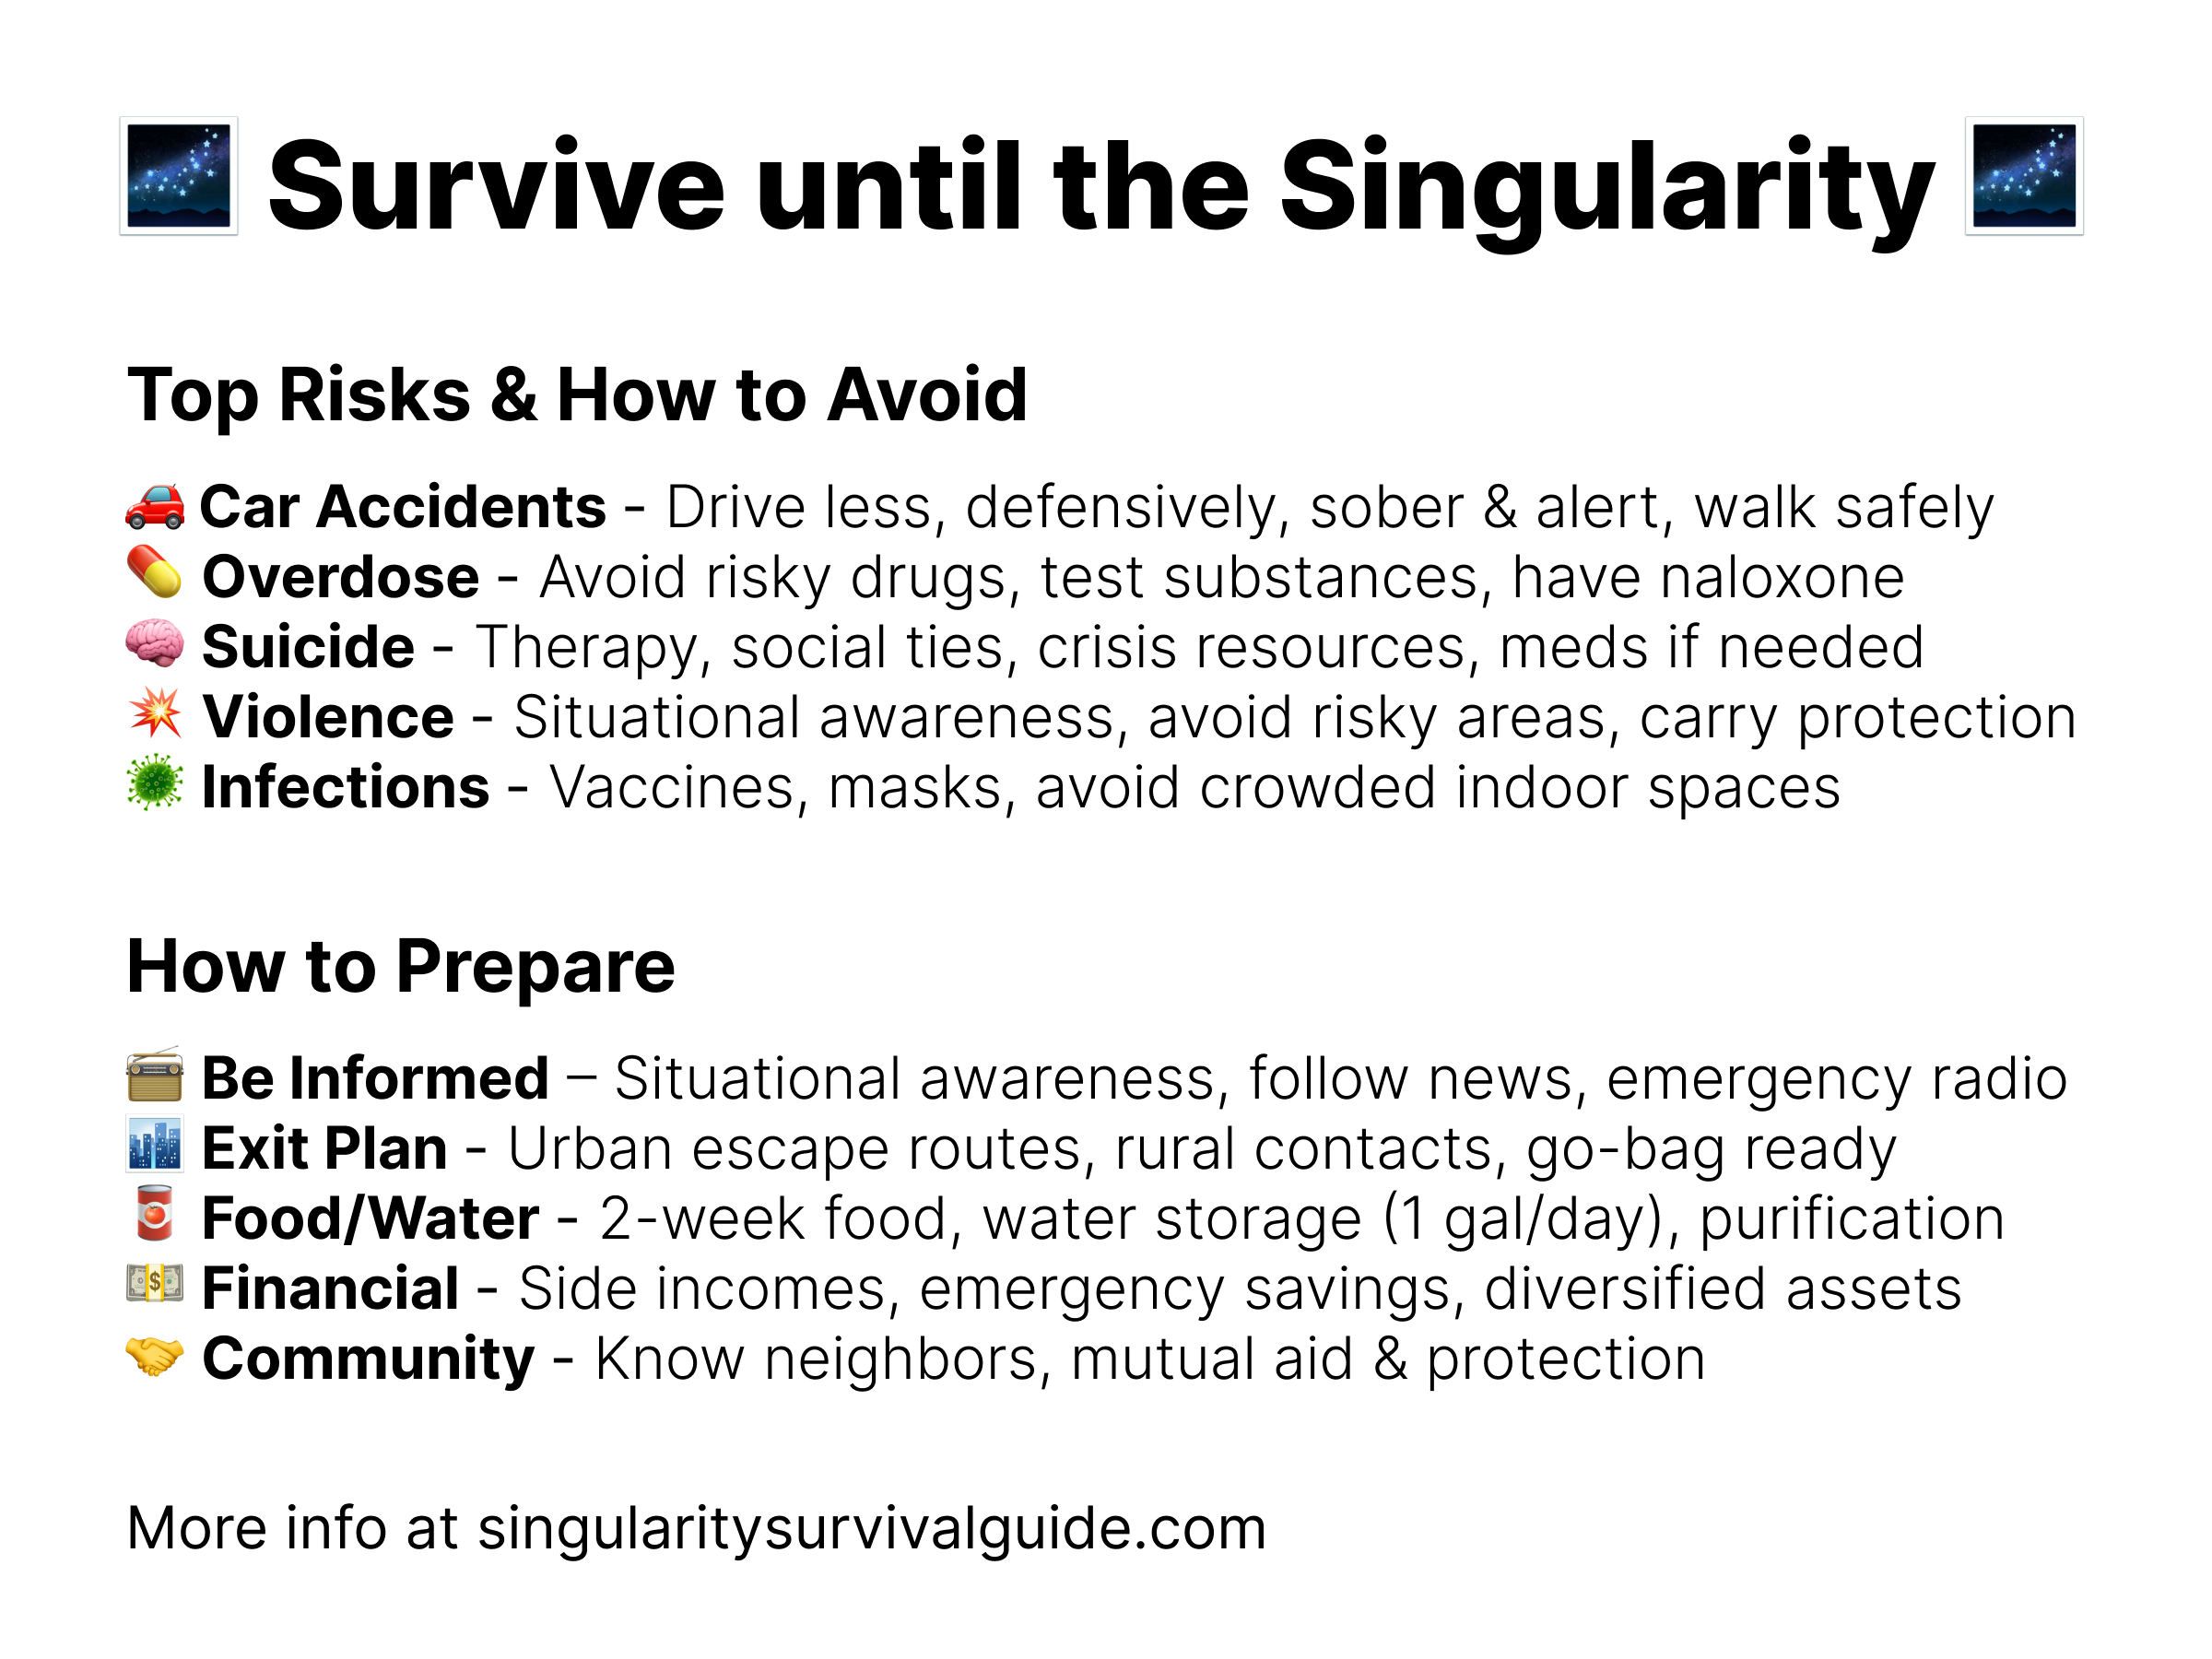 Survive until the Singularity
Top Risks & How to Avoid
Car Accidents - Drive less, defensively, sober & alert, walk safely
Overdose - Avoid risky drugs, test substances, have naloxone
Suicide - Therapy, social ties, crisis resources, meds if needed
Violence - Situational awareness, avoid risky areas, carry protection
Infections - Vaccines, masks, avoid crowded indoor spaces
How to Prepare
Be Informed – Situational awareness, follow news, emergency radio
Exit Plan - Urban escape routes, rural contacts, go-bag ready
Food/Water - 2-week food, water storage (1 gal/day), purification
Financial - Side incomes, emergency savings, diversified assets
Community - Know neighbors, mutual aid & protection
More info at singularitysurvivalguide.com